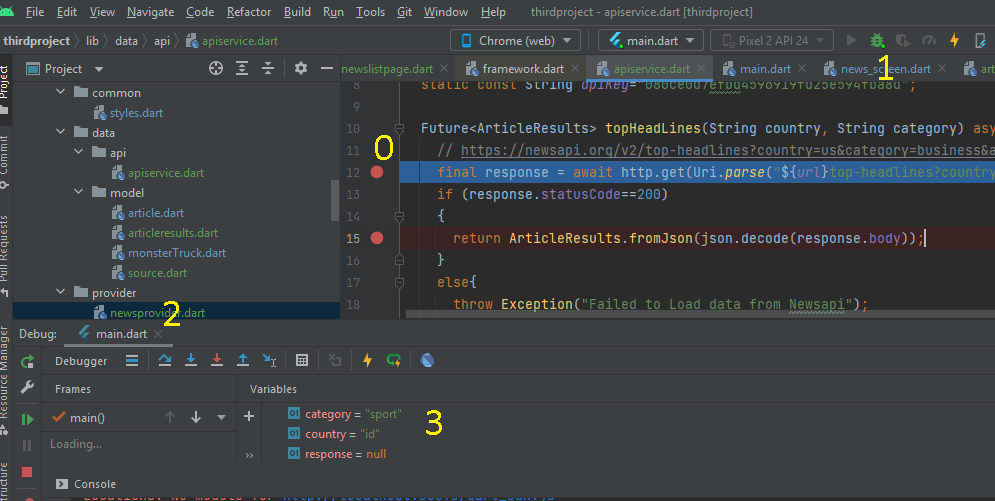 File Edit View Navigate Code Refactor Build Run Tools Git Window Help thirdproject - apiservice.dart [thirdproject]
thirdproject lib data api apiservice.dart Chrome (web) main.dart Pixel 2 API 24
1
Project newslistpage.dart framework.dart apiservice.dart main.dart news_screen.dart art
Project
common
styles.dart
data
api
apiservice.dart
model
article.dart
articleresults.dart
monsterTruck.dart
source.dart
provider
newsprovider.dart
2
Commit
Pull Requests
Resource Manager
8 static const String apiKey=
9
10 Future<ArticleResults> topHeadLines(String country, String category) asy
0
11 // https://newsapi.org/v2/top-headlines?country=us&category=business&a
12 final response = await http.get(Uri.parse("${url}top-headlines?country
13 if (response.statusCode==200)
14 {
15 return ArticleResults.fromJson(json.decode(response.body));
16 }
17 else{
18 throw Exception("Failed to Load data from Newsapi");
Debug: main.dart
Debugger
Frames Variables
main()
Loading...
category = "sport"
country = "id"
response = null
3
Console